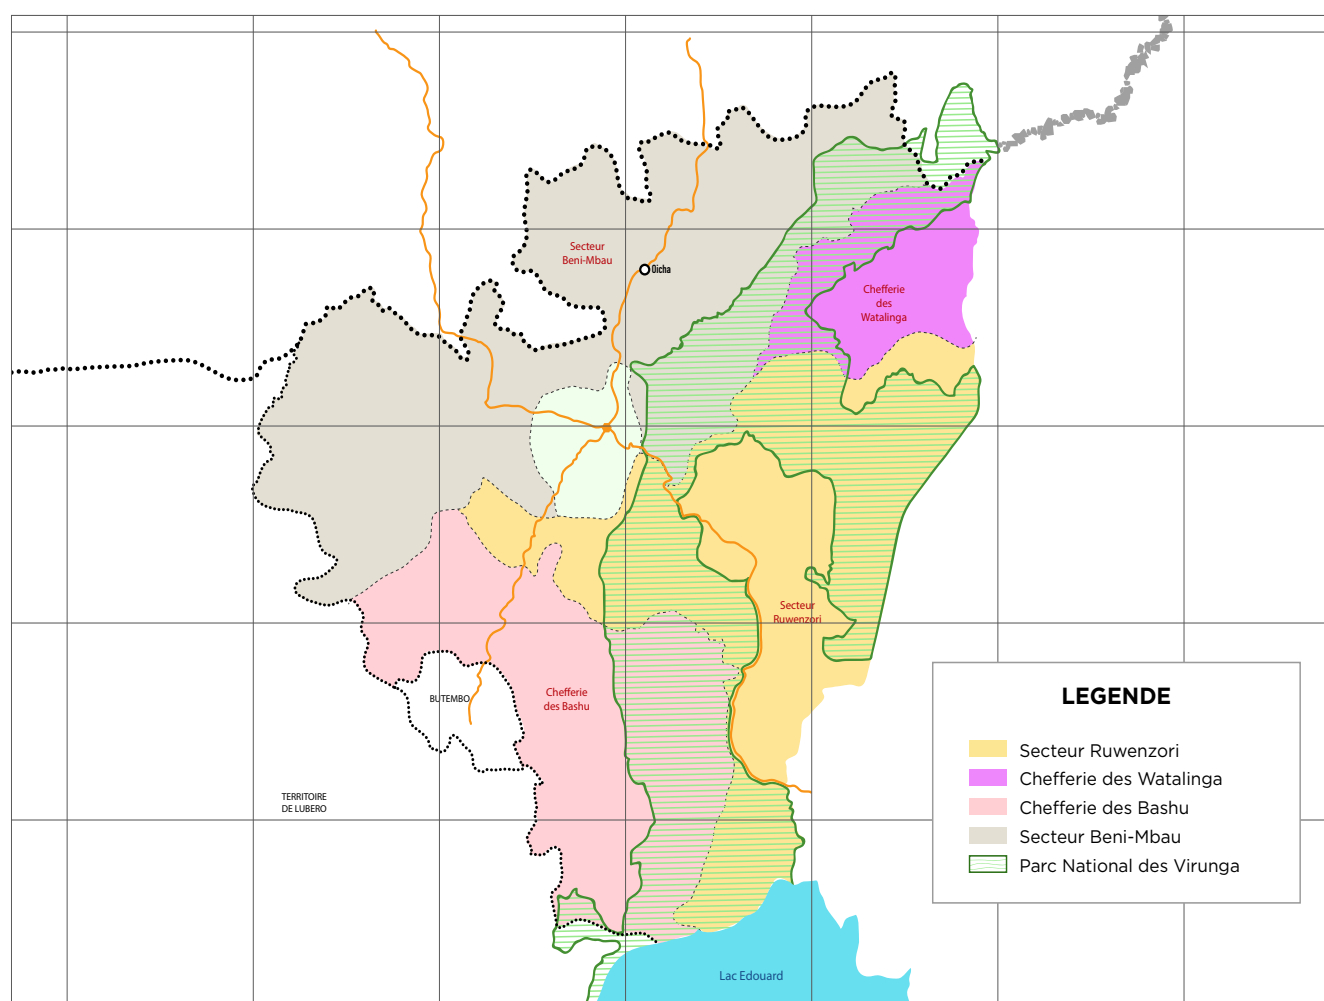 Secteur
Beni-Mbau
Oicha
Chefferie
des
Watalinga
Secteur
Ruwenzori
BUTEMBO
Chefferie
des Bashu
TERRITOIRE
DE LUBERO
Lac Edouard
LEGENDE
Secteur Ruwenzori
Chefferie des Watalinga
Chefferie des Bashu
Secteur Beni-Mbau
Parc National des Virunga